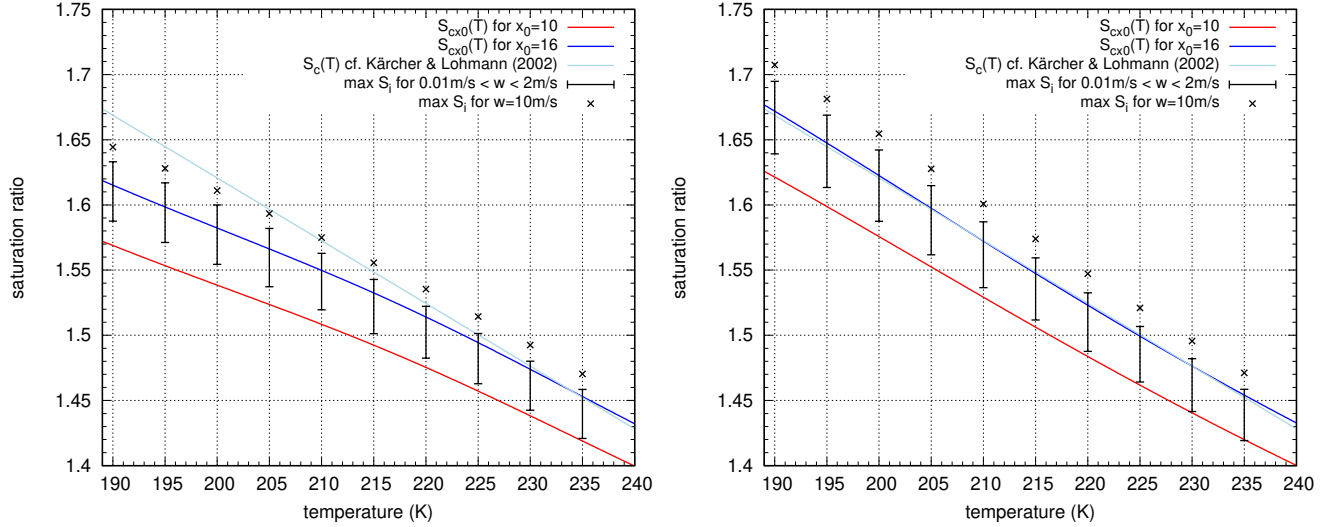 1.75
1.7
1.65
1.6
1.55
1.5
1.45
1.4
saturation ratio
190 195 200 205 210 215 220 225 230 235 240
temperature (K)
S_cx0(T) for x_0=10
S_cx0(T) for x_0=16
S_c(T) cf. Kärcher & Lohmann (2002)
max S_i for 0.01m/s < w < 2m/s
max S_i for w=10m/s
1.75
1.7
1.65
1.6
1.55
1.5
1.45
1.4
saturation ratio
190 195 200 205 210 215 220 225 230 235 240
temperature (K)
S_cx0(T) for x_0=10
S_cx0(T) for x_0=16
S_c(T) cf. Kärcher & Lohmann (2002)
max S_i for 0.01m/s < w < 2m/s
max S_i for w=10m/s